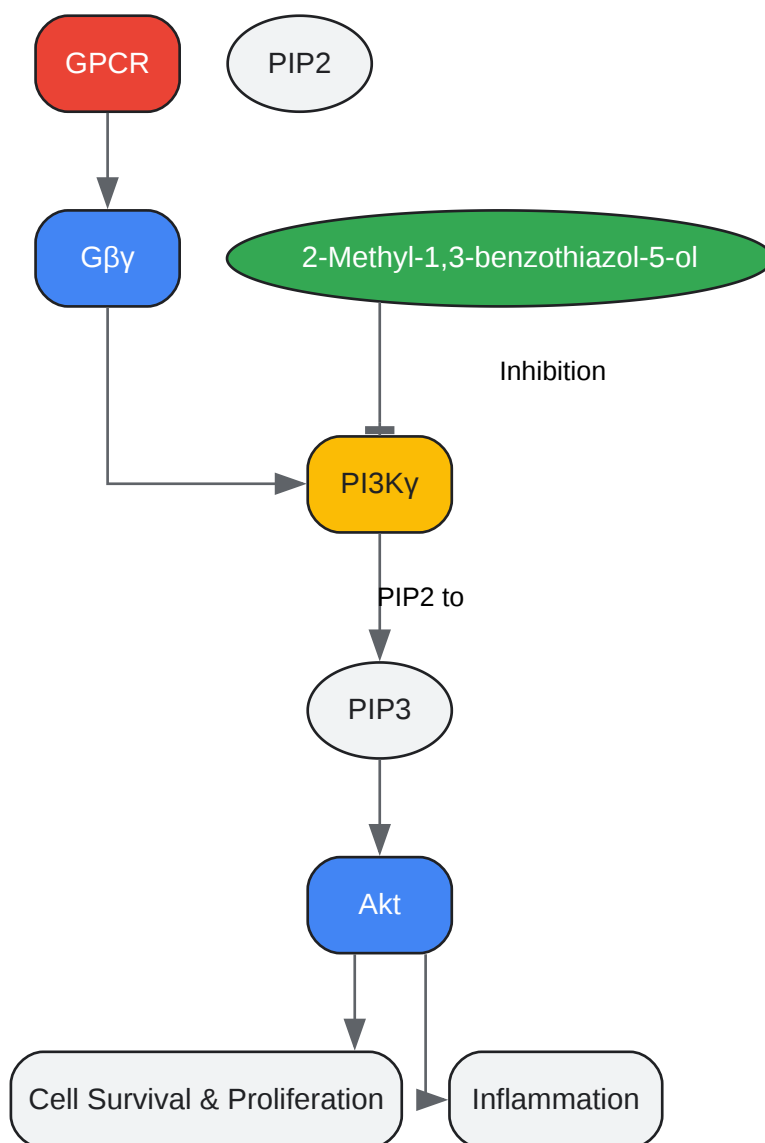 GPCR
PIP2
Gβγ
2-Methyl-1,3-benzothiazol-5-ol
Inhibition
PI3Kγ
PIP2 to
PIP3
Akt
Cell Survival & Proliferation
Inflammation